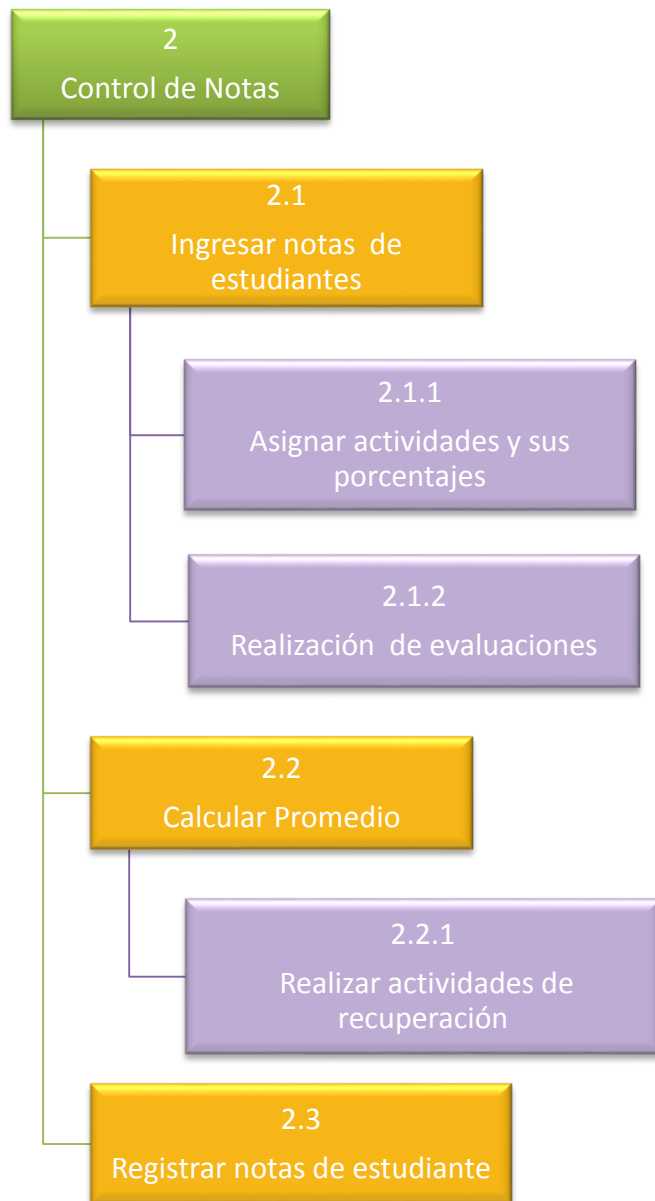 2
Control de Notas
2.1
Ingresar notas de
estudiantes
2.1.1
Asignar actividades y sus
porcentajes
2.1.2
Realización de evaluaciones
2.2
Calcular Promedio
2.2.1
Realizar actividades de
recuperación
2.3
Registrar notas de estudiante